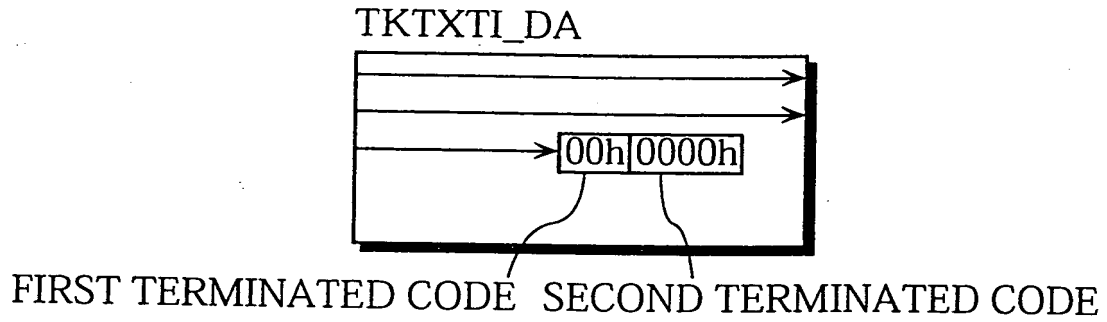 TKTXTI_DA
00h 0000h
FIRST TERMINATED CODE SECOND TERMINATED CODE